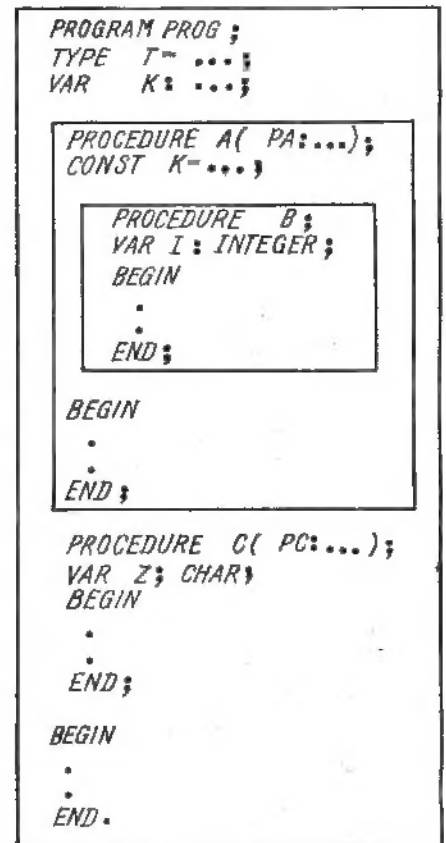 PROGRAM PROG;
TYPE T= ...;
VAR K: ...;
PROCEDURE A( PA:...);
CONST K=...;
PROCEDURE B;
VAR I: INTEGER;
BEGIN
.
.
END;
BEGIN
.
.
END;
PROCEDURE C( PC:...);
VAR Z; CHAR;
BEGIN
.
.
END;
BEGIN
.
.
END.